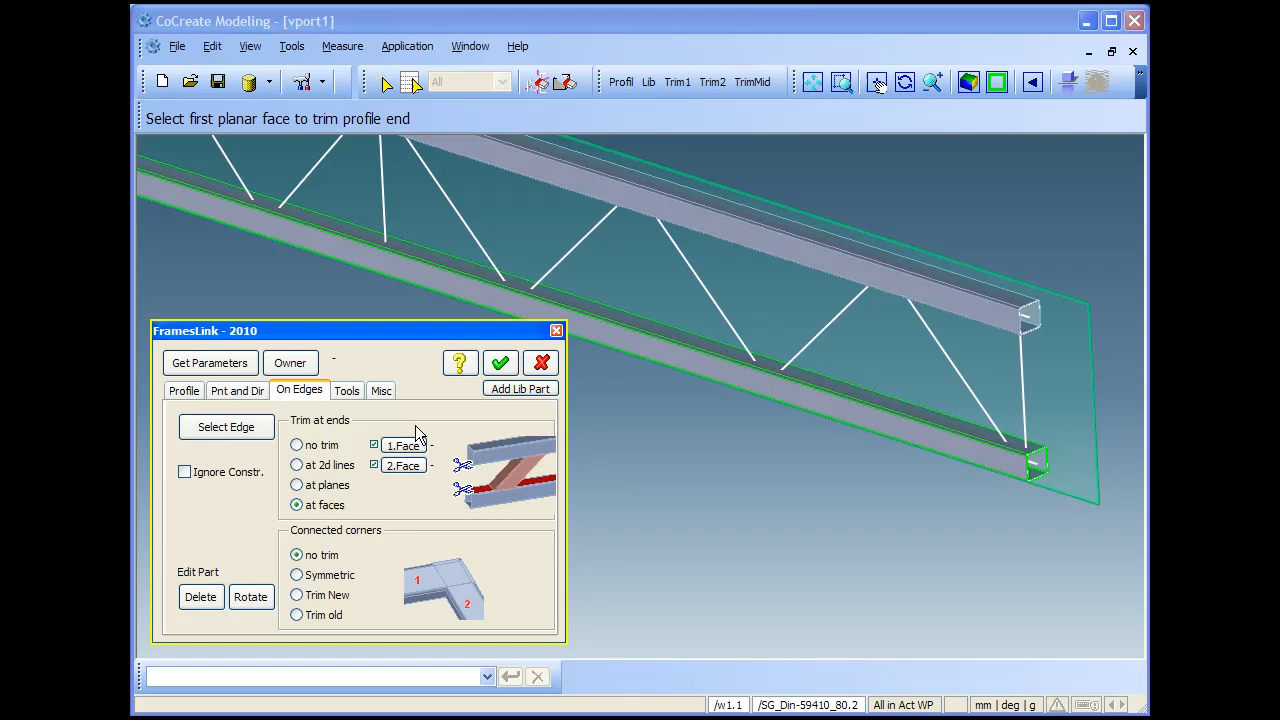 CoCreate Modeling - [vport1]
File Edit View Tools Measure Application Window Help
All Profil Lib Trim1 Trim2 TrimMid
Select first planar face to trim profile end
FramesLink - 2010
Get Parameters Owner -
Profile Pnt and Dir On Edges Tools Misc Add Lib Part
Select Edge
Ignore Constr.
Trim at ends
no trim 1.Face -
at 2d lines 2.Face -
at planes
at faces
Connected corners
no trim
Symmetric
Trim New
Trim old
1
2
Edit Part
Delete Rotate
/w1.1 /SG_Din-59410_80.2 All in Act WP mm | deg | g